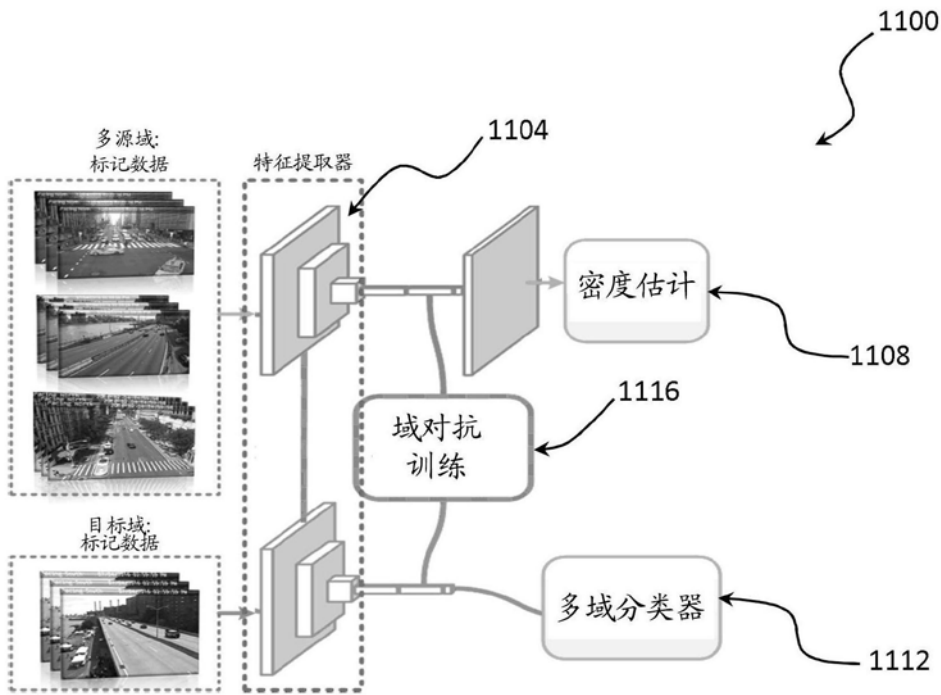 1100
多源域:
标记数据
特征提取器
1104
密度估计
1108
域对抗
训练
1116
目标域:
标记数据
多域分类器
1112